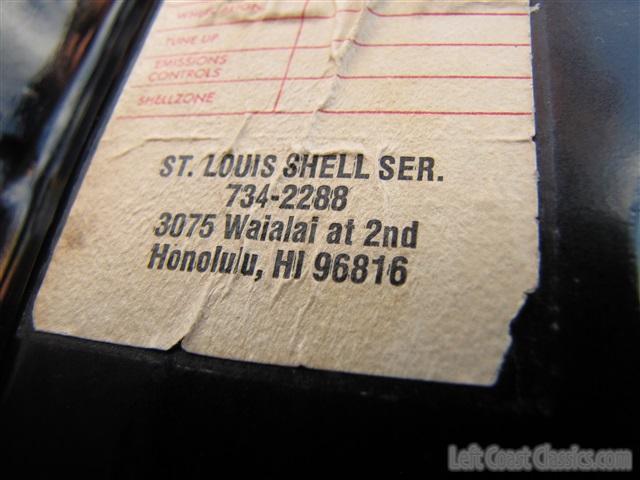 TUNE UP
EMISSIONS
CONTROLS
SHELLZONE
ST. LOUIS SHELL SER.
734-2288
3075 Waialai at 2nd
Honolulu, HI 96816
Left Coast Classics.com